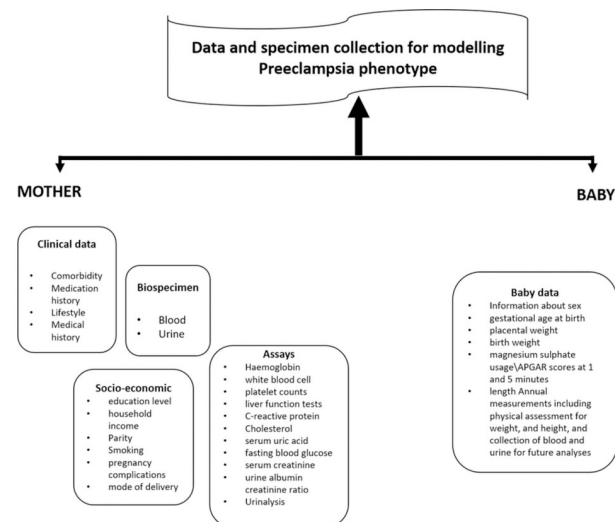 Data and specimen collection for modelling
Preeclampsia phenotype
MOTHER
BABY
Clinical data
• Comorbidity
• Medication
history
• Lifestyle
• Medical
history
Biospecimen
• Blood
• Urine
Socio-economic
• education level
• household
income
• Parity
• Smoking
• pregnancy
complications
• mode of delivery
Assays
• Haemoglobin
• white blood cell
• platelet counts
• liver function tests
• C-reactive protein
• Cholesterol
• serum uric acid
• fasting blood glucose
• serum creatinine
• urine albumin
creatinine ratio
• Urinalysis
Baby data
• Information about sex
• gestational age at birth
• placental weight
• birth weight
• magnesium sulphate
usage\APGAR scores at 1
and 5 minutes
• length Annual
measurements including
physical assessment for
weight, and height, and
collection of blood and
urine for future analyses